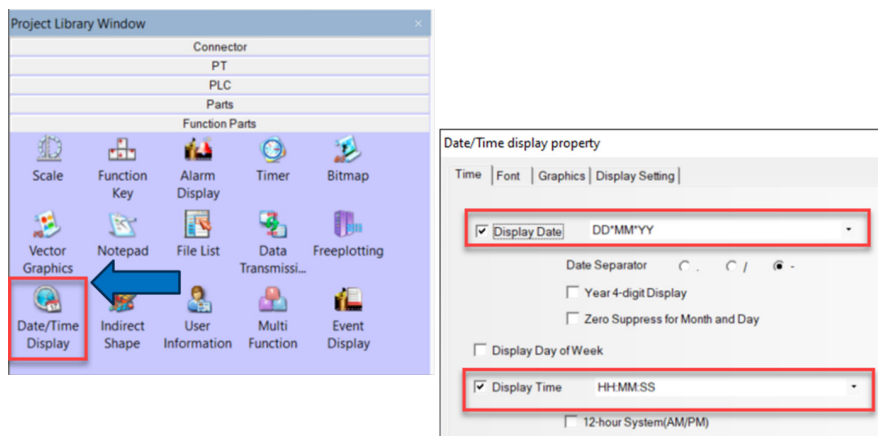 Project Library Window ×
Connector
PT
PLC
Parts
Function Parts
Scale Function Key Alarm Display Timer Bitmap
Vector Graphics Notepad File List Data Transmissi... Freeplotting
Date/Time Display Indirect Shape User Information Multi Function Event Display
Date/Time display property
Time Font Graphics Display Setting
Display Date DD*MM*YY
Date Separator . / -
Year 4-digit Display
Zero Suppress for Month and Day
Display Day of Week
Display Time HH:MM:SS
12-hour System(AM/PM)